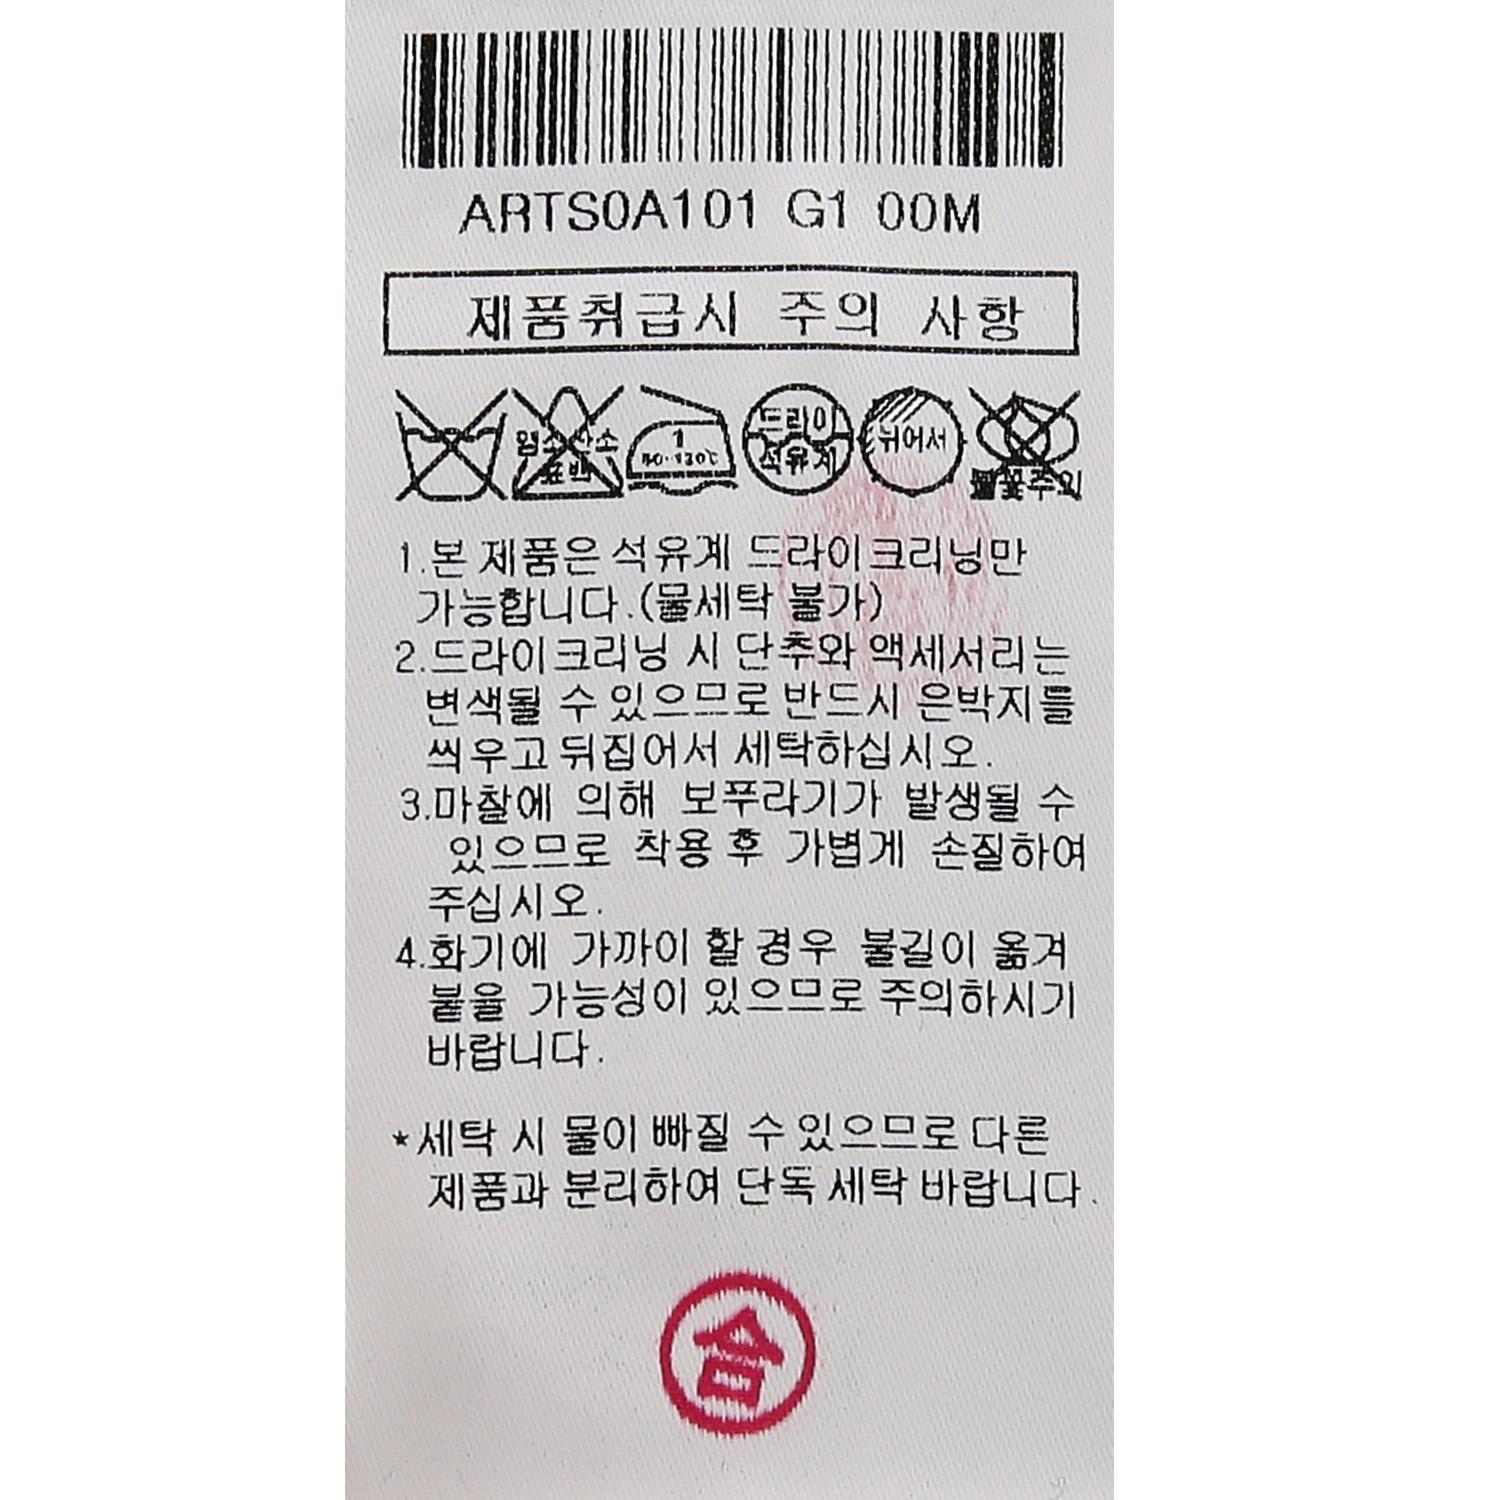 ARTS0A101 G1 00M
제품취급시 주의 사항
염소 산소
표백
1
80-120℃
드라이
석유계
뉘어서
불꽃주의
1.본 제품은 석유계 드라이크리닝만
가능합니다.(물세탁 불가)
2.드라이크리닝 시 단추와 액세서리는
변색될 수 있으므로 반드시 은박지를
씌우고 뒤집어서 세탁하십시오.
3.마찰에 의해 보푸라기가 발생될 수
있으므로 착용 후 가볍게 손질하여
주십시오.
4.화기에 가까이 할 경우 불길이 옮겨
붙을 가능성이 있으므로 주의하시기
바랍니다.
*세탁 시 물이 빠질 수 있으므로 다른
제품과 분리하여 단독 세탁 바랍니다.
合